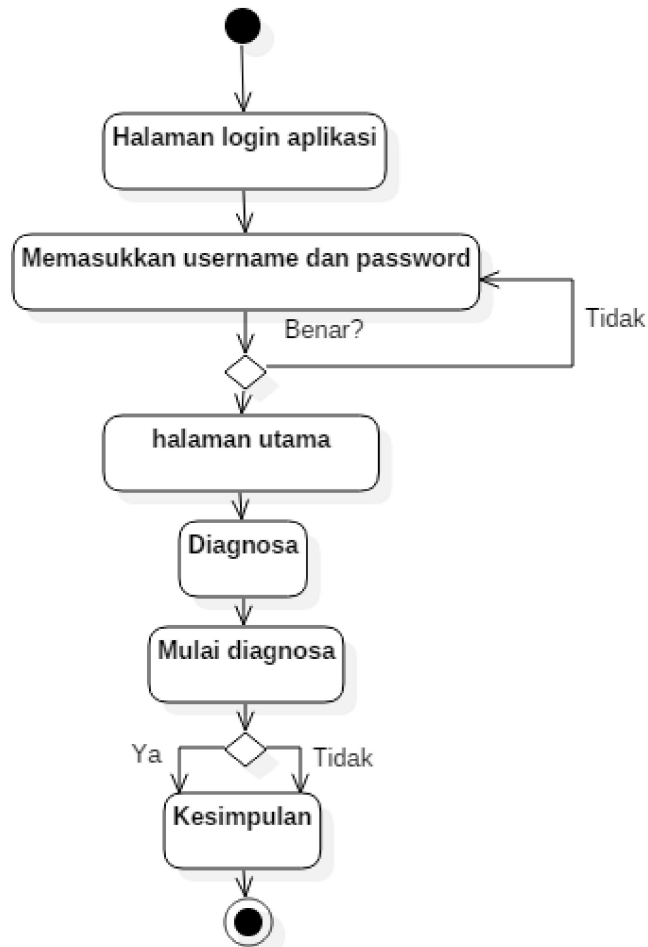 Halaman login aplikasi
Memasukkan username dan password
Benar?
Tidak
halaman utama
Diagnosa
Mulai diagnosa
Ya
Tidak
Kesimpulan